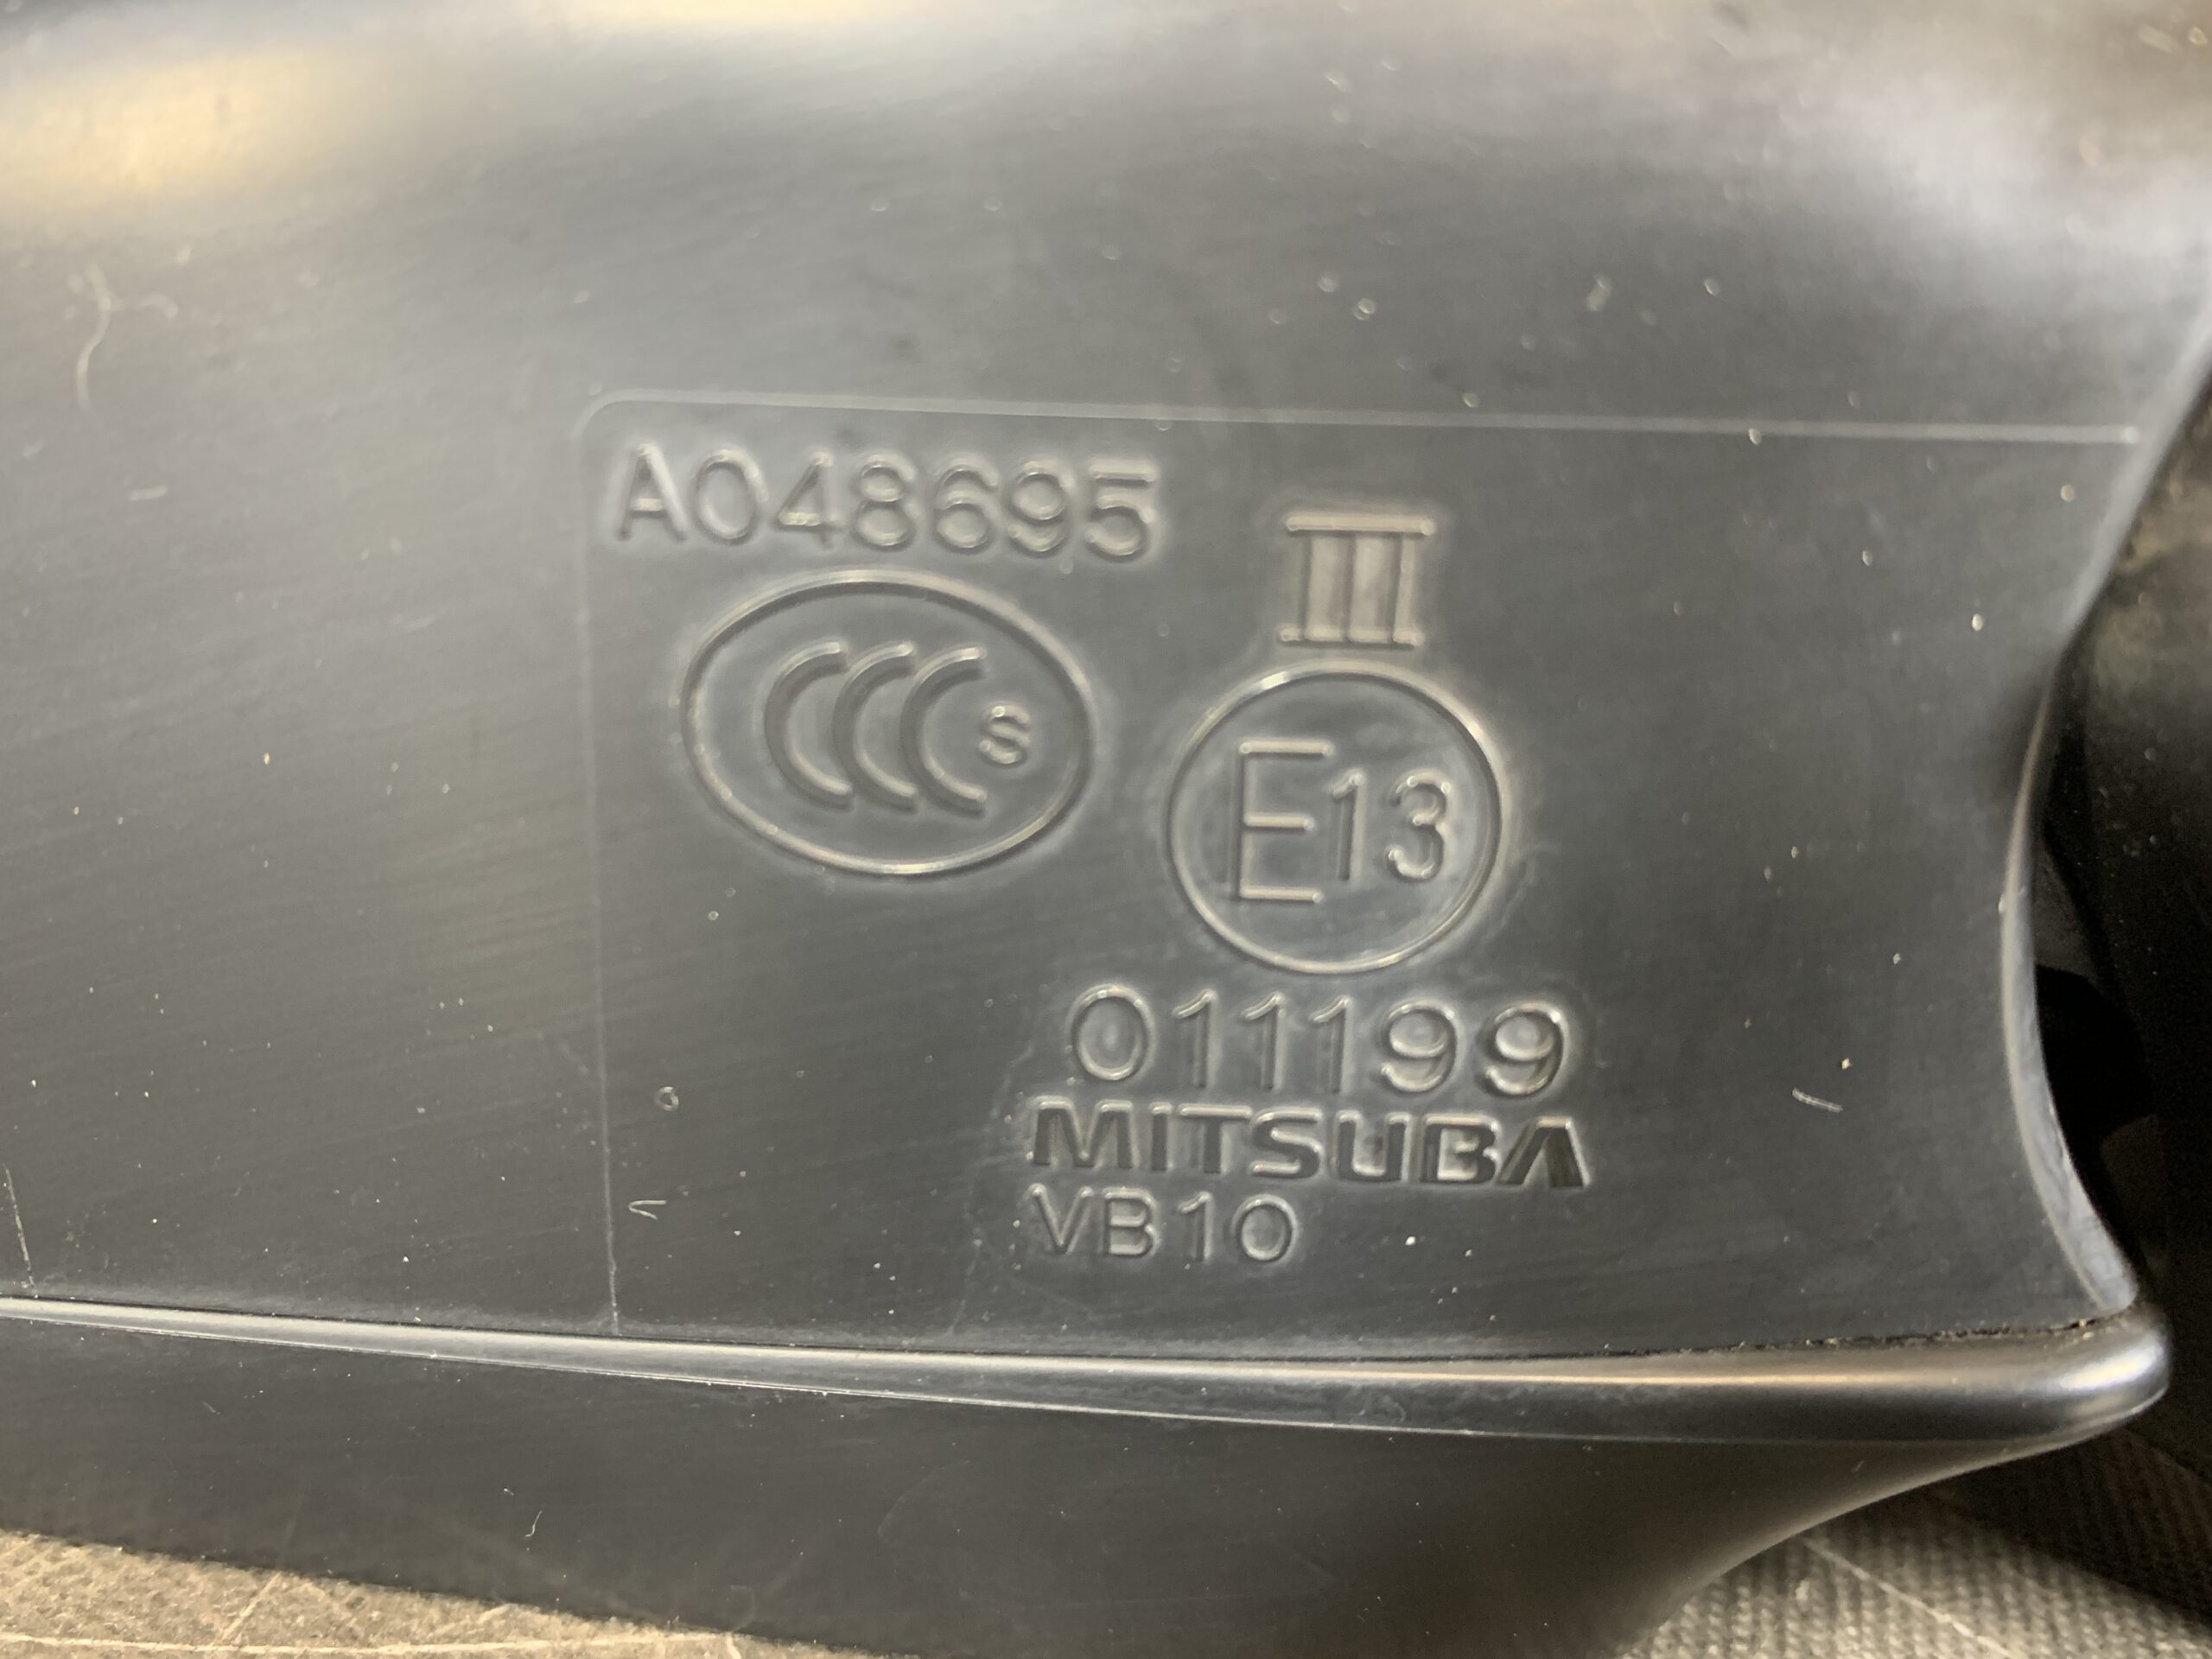 A048695
CCC S
III
E13
011199
MITSUBA
VB10